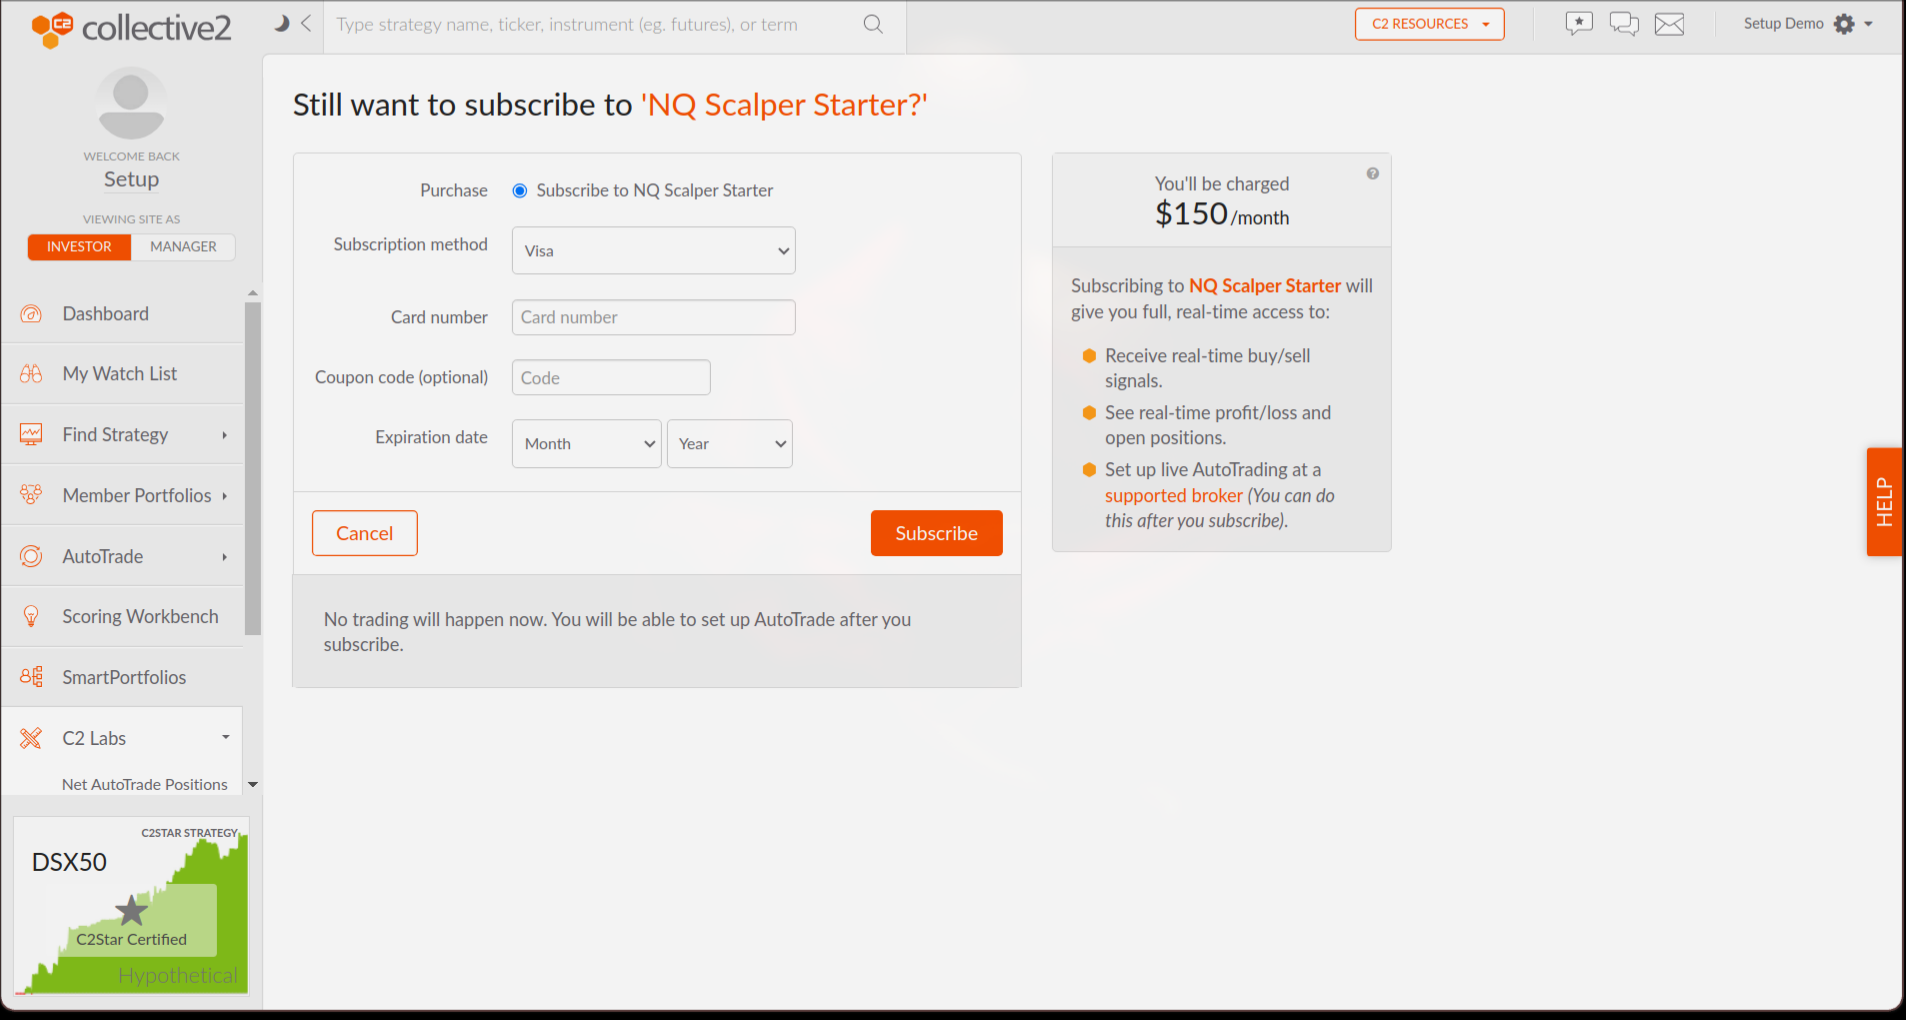 C2 collective2
Type strategy name, ticker, instrument (eg. futures), or term
C2 RESOURCES
Setup Demo
WELCOME BACK
Setup
VIEWING SITE AS
INVESTOR MANAGER
Dashboard
My Watch List
Find Strategy
Member Portfolios
AutoTrade
Scoring Workbench
SmartPortfolios
C2 Labs
Net AutoTrade Positions
C2STAR STRATEGY
DSX50
C2Star Certified
Hypothetical
Still want to subscribe to 'NQ Scalper Starter?'
Purchase Subscribe to NQ Scalper Starter
Subscription method Visa
Card number Card number
Coupon code (optional) Code
Expiration date Month Year
Cancel Subscribe
No trading will happen now. You will be able to set up AutoTrade after you
subscribe.
You'll be charged
$150/month
Subscribing to NQ Scalper Starter will
give you full, real-time access to:
Receive real-time buy/sell
signals.
See real-time profit/loss and
open positions.
Set up live AutoTrading at a
supported broker (You can do
this after you subscribe).
HELP